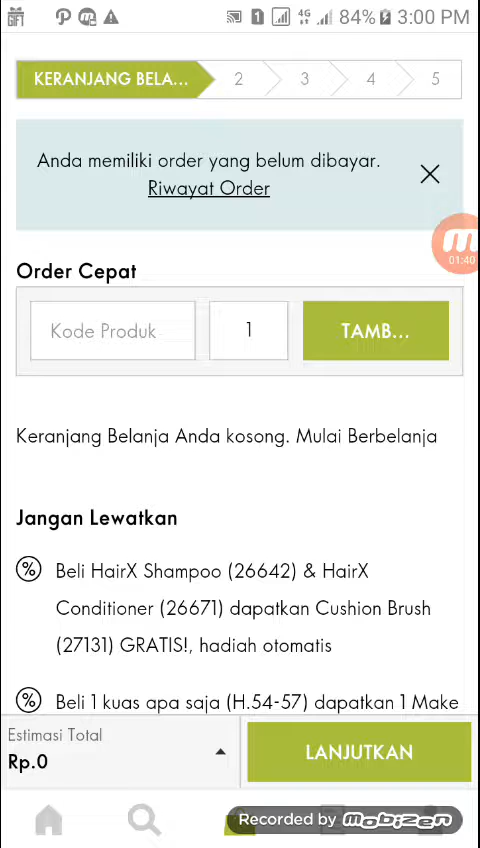 GIFT 1 4G 84% 3:00 PM
KERANJANG BELA... 2 3 4 5
Anda memiliki order yang belum dibayar.
Riwayat Order
01:40
Order Cepat
Kode Produk 1 TAMB...
Keranjang Belanja Anda kosong. Mulai Berbelanja
Jangan Lewatkan
Beli HairX Shampoo (26642) & HairX
Conditioner (26671) dapatkan Cushion Brush
(27131) GRATIS!, hadiah otomatis
Beli 1 kuas apa saja (H.54-57) dapatkan 1 Make
Estimasi Total
Rp.0
LANJUTKAN
Recorded by mobizen